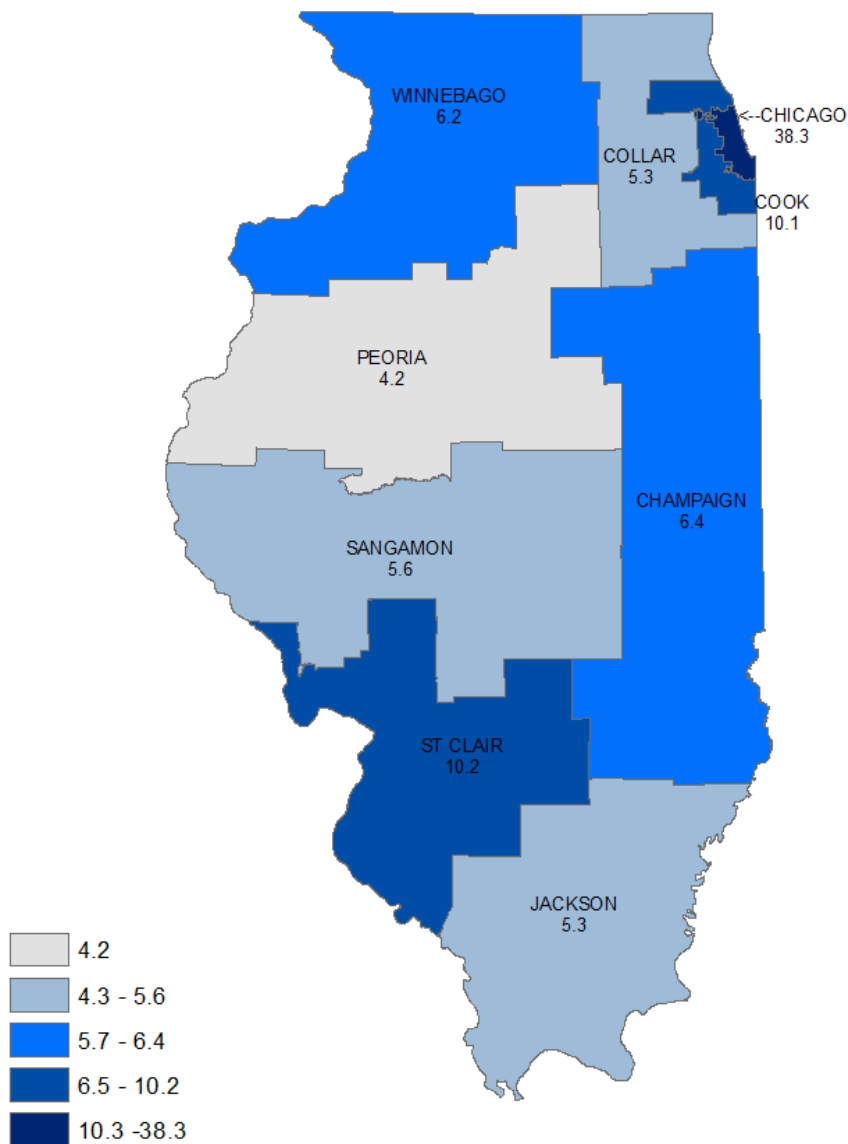 WINNEBAGO
6.2
<--CHICAGO
38.3
COLLAR
5.3
COOK
10.1
PEORIA
4.2
CHAMPAIGN
6.4
SANGAMON
5.6
ST CLAIR
10.2
JACKSON
5.3
4.2
4.3 - 5.6
5.7 - 6.4
6.5 - 10.2
10.3 -38.3